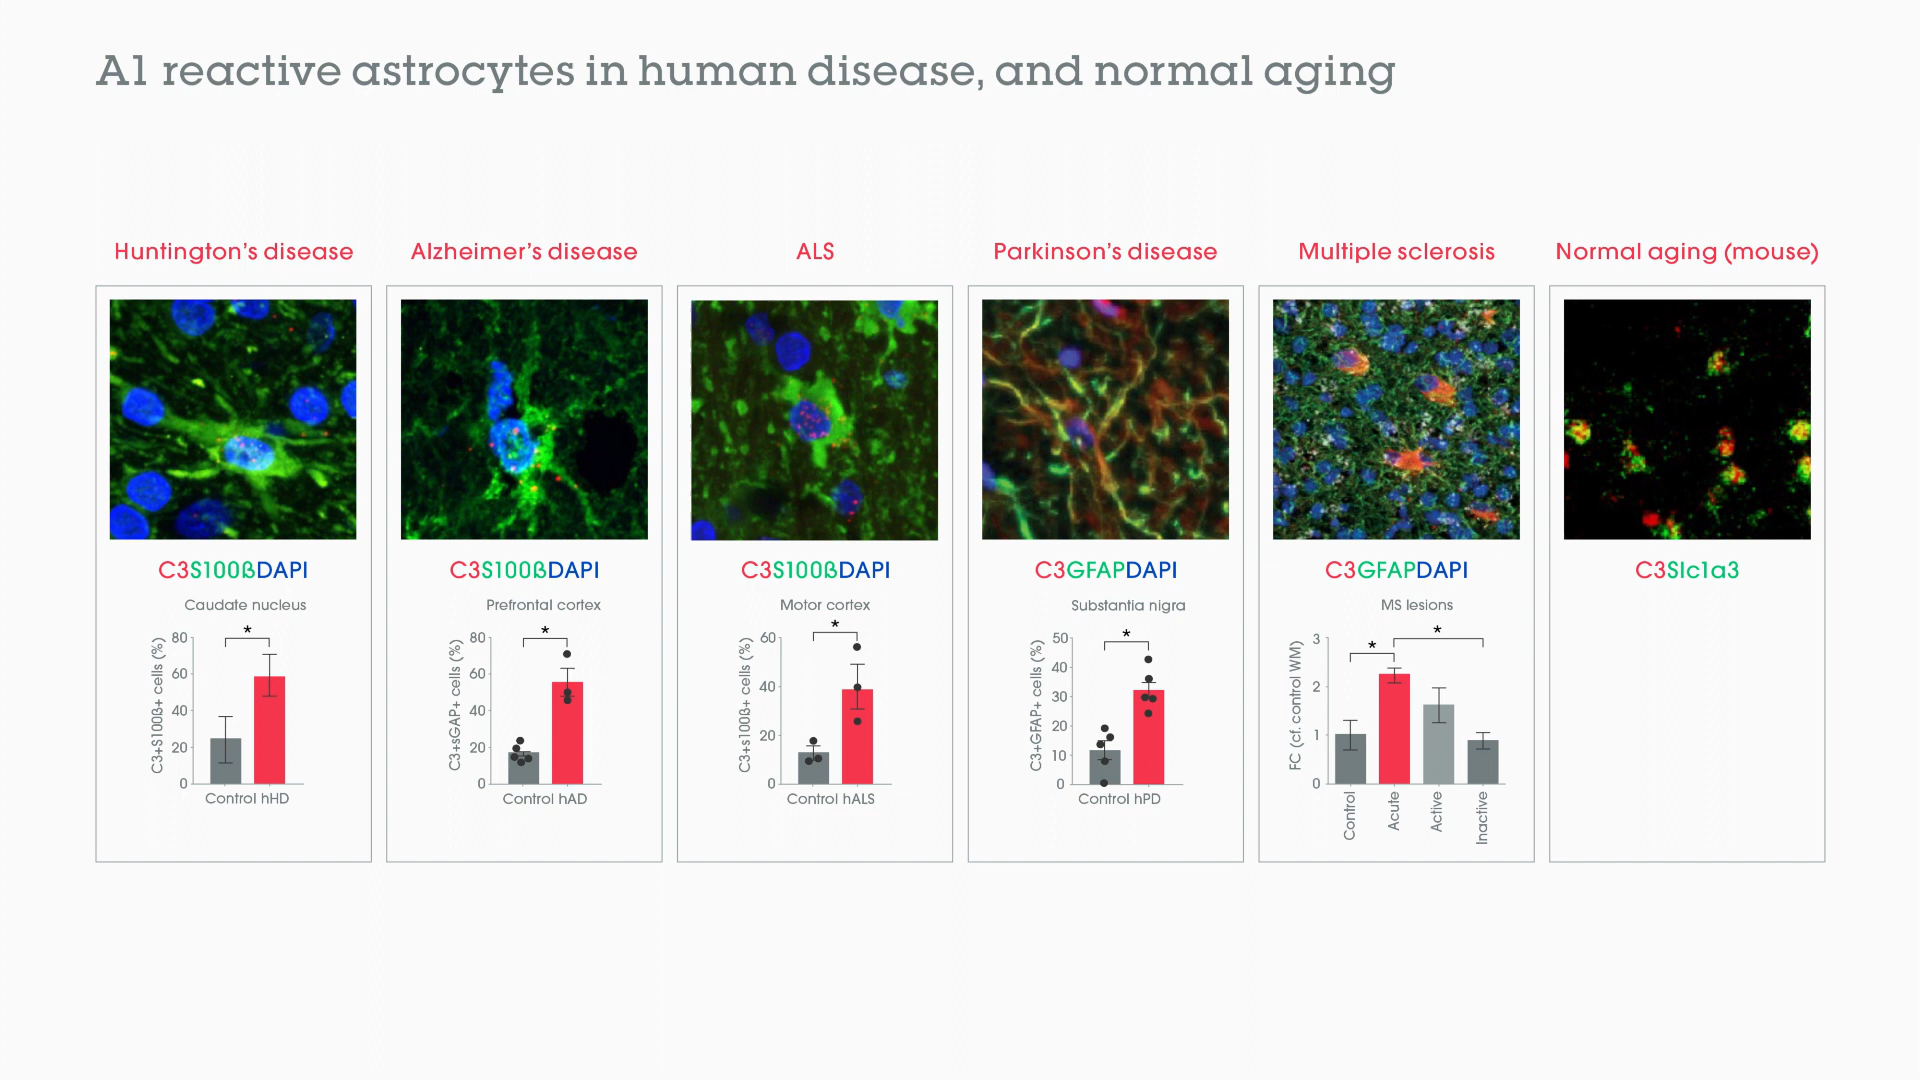 A1 reactive astrocytes in human disease, and normal aging
Huntington's disease
C3S100ßDAPI
Caudate nucleus
C3+S100ß+ cells (%)
80
60
40
20
0
*
Control hHD
Alzheimer's disease
C3S100ßDAPI
Prefrontal cortex
C3+sGAP+ cells (%)
80
60
40
20
0
*
Control hAD
ALS
C3S100ßDAPI
Motor cortex
C3+s100ß+ cells (%)
60
40
20
0
*
Control hALS
Parkinson's disease
C3GFAPDAPI
Substantia nigra
C3+GFAP+ cells (%)
50
40
30
20
10
0
*
Control hPD
Multiple sclerosis
C3GFAPDAPI
MS lesions
FC (cf. control WM)
3
2
1
0
*
*
Control
Acute
Active
Inactive
Normal aging (mouse)
C3Slc1a3